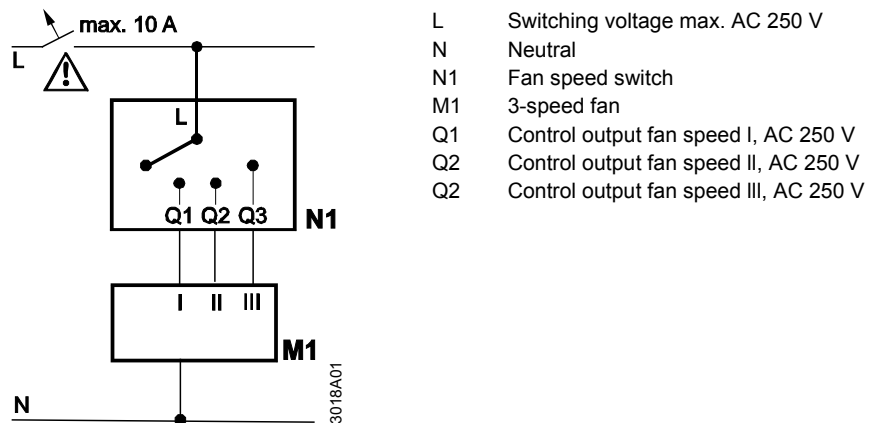 max. 10 A
L
L
Q1 Q2 Q3
N1
I II III
M1
N
3018A01
L Switching voltage max. AC 250 V
N Neutral
N1 Fan speed switch
M1 3-speed fan
Q1 Control output fan speed I, AC 250 V
Q2 Control output fan speed II, AC 250 V
Q2 Control output fan speed III, AC 250 V